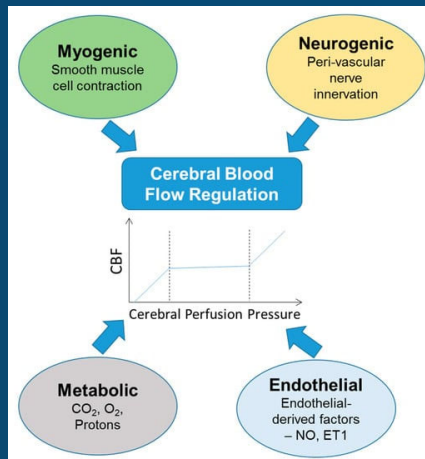 Myogenic
Smooth muscle
cell contraction
Neurogenic
Peri-vascular
nerve
innervation
Cerebral Blood
Flow Regulation
CBF
Cerebral Perfusion Pressure
Metabolic
CO₂, O₂,
Protons
Endothelial
Endothelial-
derived factors
– NO, ET1